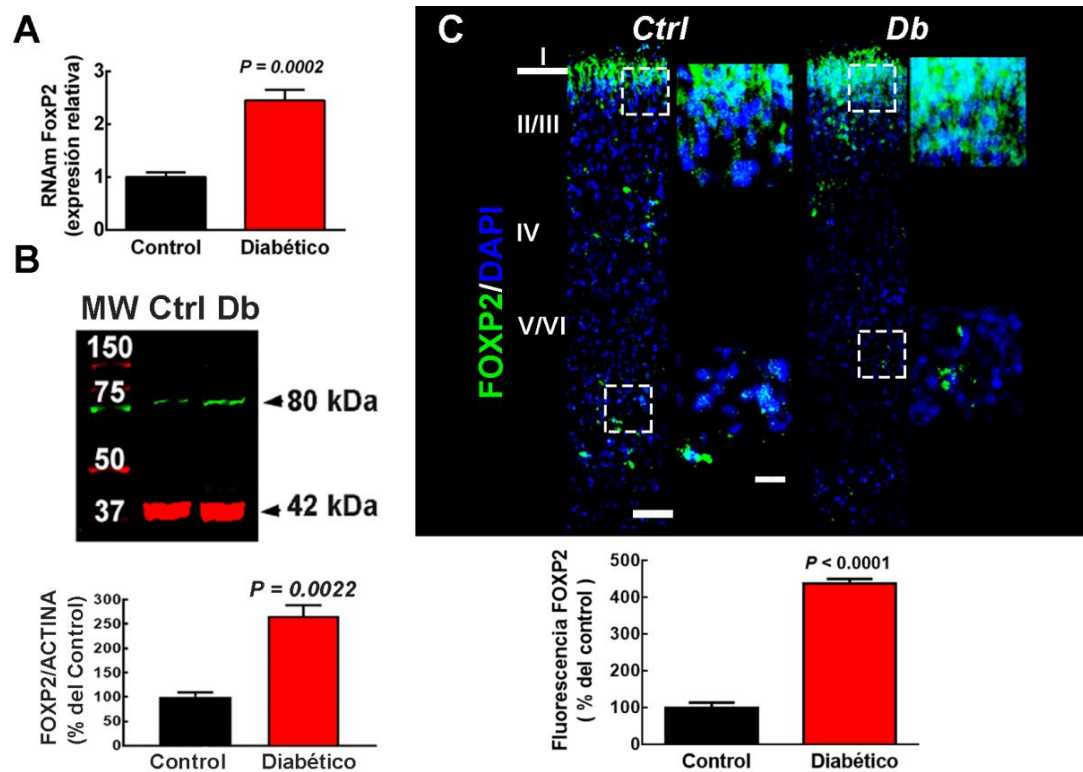 A
P = 0.0002
RNAm FoxP2
(expresión relativa)
3
2
1
0
Control
Diabético
B
MW Ctrl Db
150
75
80 kDa
50
37
42 kDa
P = 0.0022
FOXP2/ACTINA
(% del Control)
300
250
200
150
100
50
0
Control
Diabético
C
Ctrl
Db
I
II/III
IV
V/VI
FOXP2/DAPI
P < 0.0001
Fluorescencia FOXP2
( % del control )
500
400
300
200
100
0
Control
Diabético